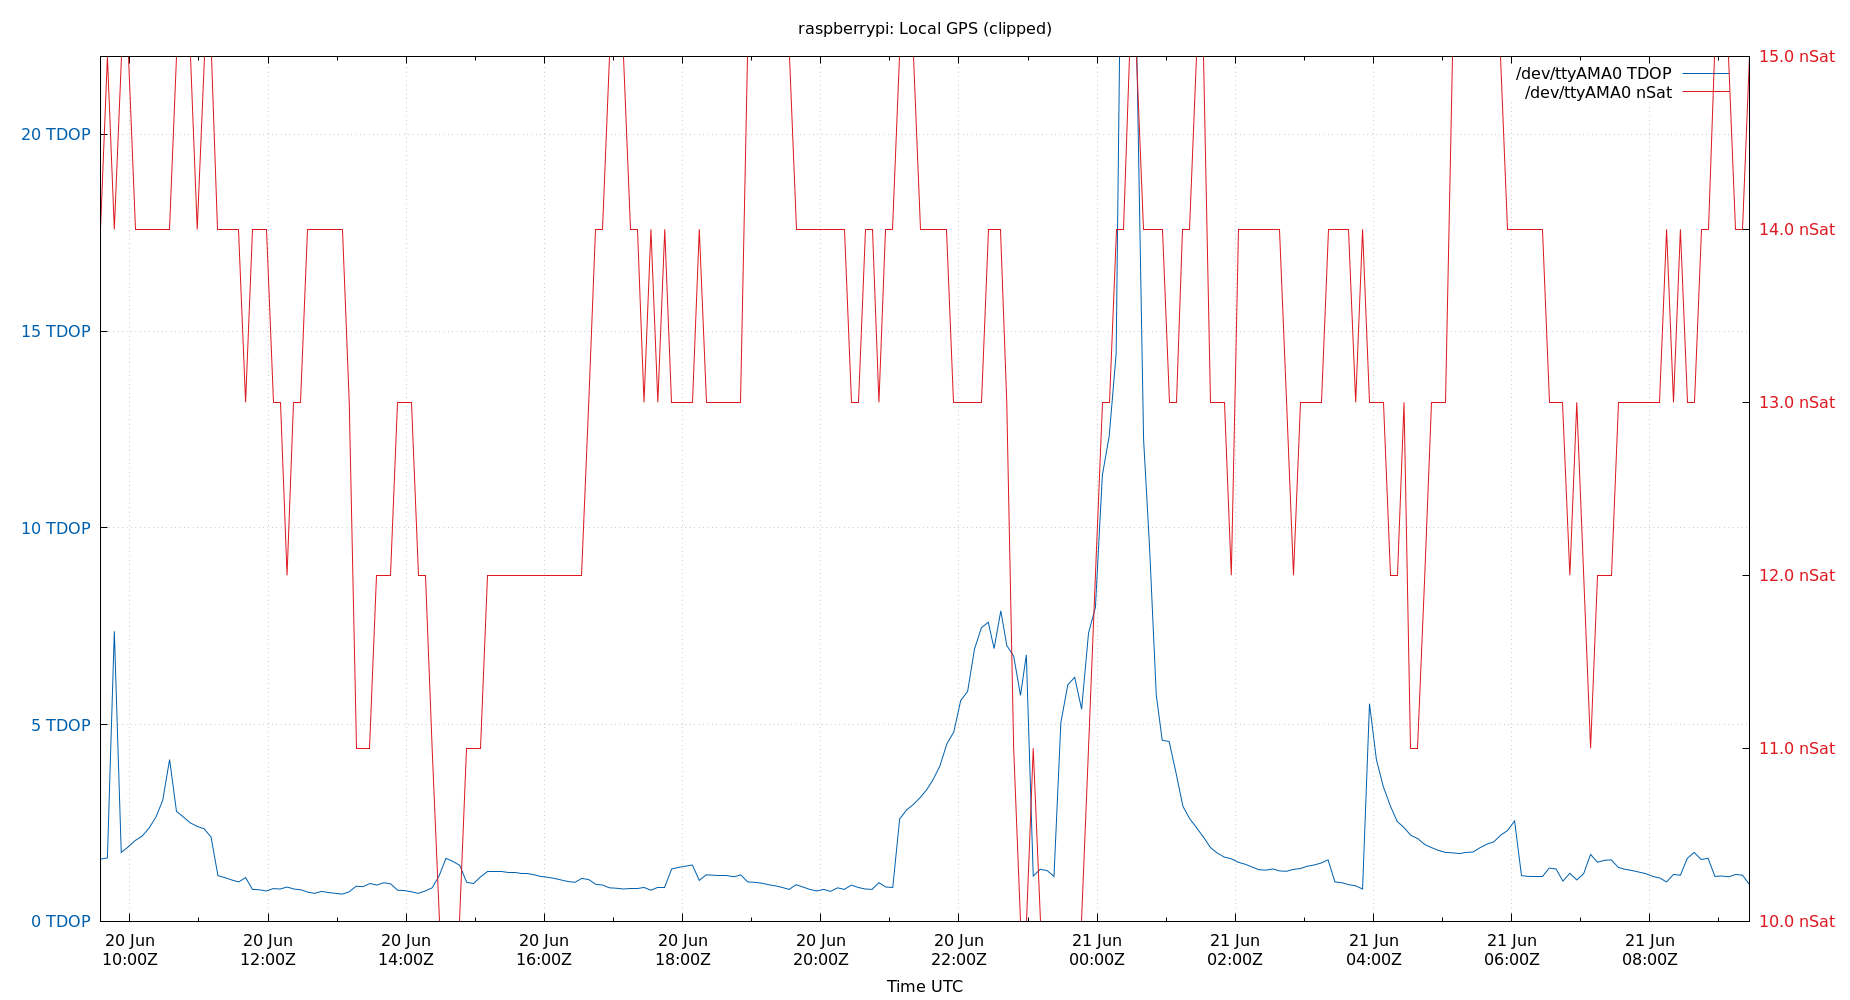 raspberrypi: Local GPS (clipped)
15.0 nSat
/dev/ttyAMA0 TDOP
/dev/ttyAMA0 nSat
20 TDOP
14.0 nSat
15 TDOP
13.0 nSat
10 TDOP
12.0 nSat
5 TDOP
11.0 nSat
0 TDOP
10.0 nSat
20 Jun 20 Jun 20 Jun 20 Jun 20 Jun 20 Jun 20 Jun 21 Jun 21 Jun 21 Jun 21 Jun 21 Jun
10:00Z 12:00Z 14:00Z 16:00Z 18:00Z 20:00Z 22:00Z 00:00Z 02:00Z 04:00Z 06:00Z 08:00Z
Time UTC